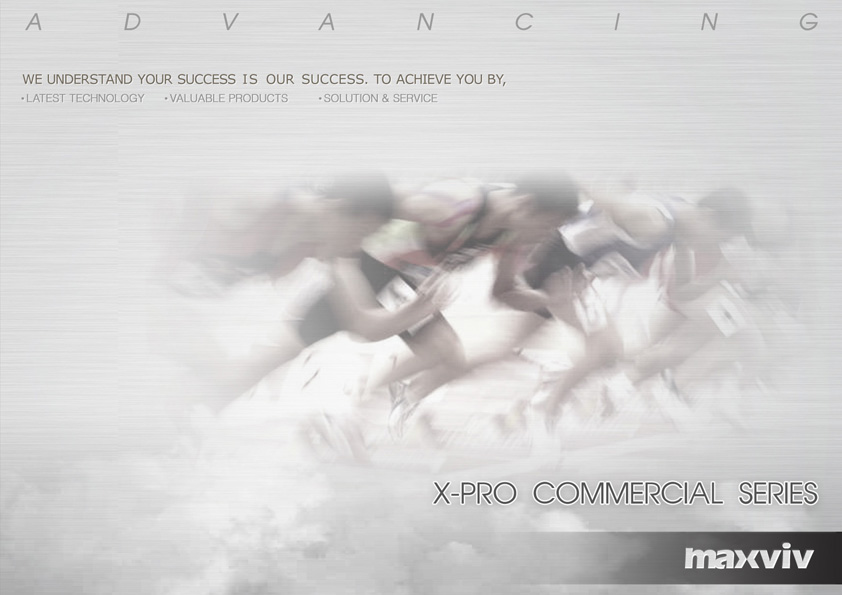 ADVANCING
WE UNDERSTAND YOUR SUCCESS IS OUR SUCCESS. TO ACHIEVE YOU BY,
•LATEST TECHNOLOGY •VALUABLE PRODUCTS •SOLUTION & SERVICE
X-PRO COMMERCIAL SERIES
maxviv